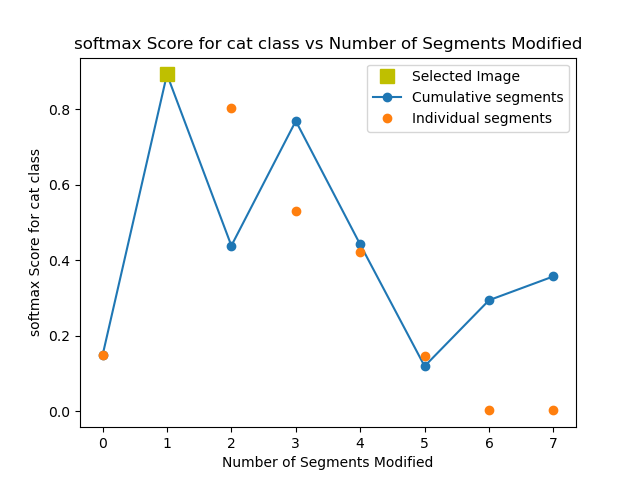 softmax Score for cat class vs Number of Segments Modified
Selected Image
Cumulative segments
Individual segments
softmax Score for cat class
0.8
0.6
0.4
0.2
0.0
0 1 2 3 4 5 6 7
Number of Segments Modified